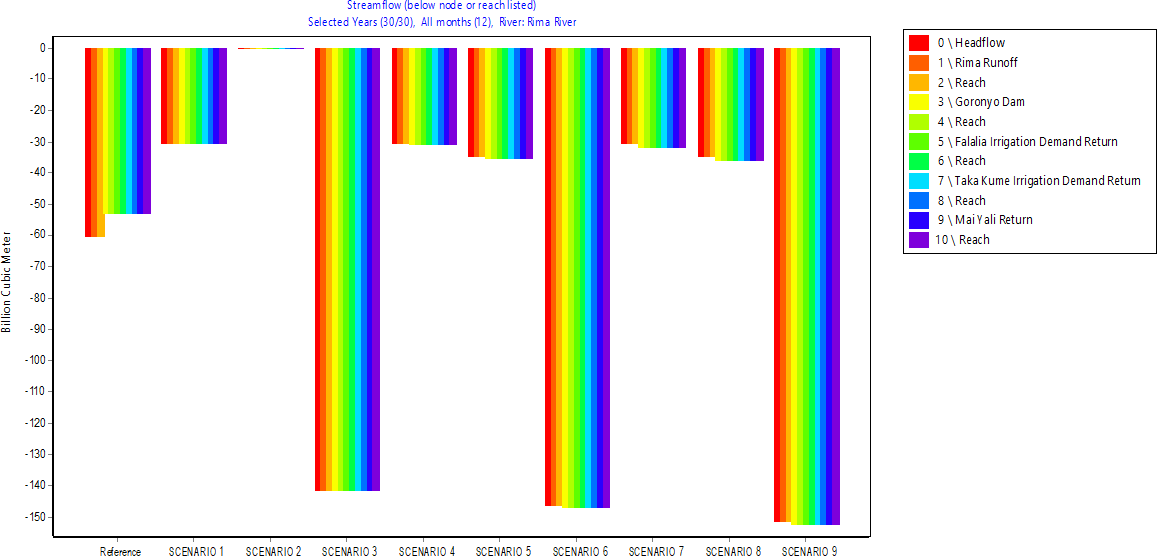 Streamflow (below node or reach listed)
Selected Years (30/30), All months (12), River: Rima River
Billion Cubic Meter
0
-10
-20
-30
-40
-50
-60
-70
-80
-90
-100
-110
-120
-130
-140
-150
Reference
SCENARIO 1
SCENARIO 2
SCENARIO 3
SCENARIO 4
SCENARIO 5
SCENARIO 6
SCENARIO 7
SCENARIO 8
SCENARIO 9
0 \ Headflow
1 \ Rima Runoff
2 \ Reach
3 \ Goronyo Dam
4 \ Reach
5 \ Falalia Irrigation Demand Return
6 \ Reach
7 \ Taka Kume Irrigation Demand Return
8 \ Reach
9 \ Mai Yali Return
10 \ Reach